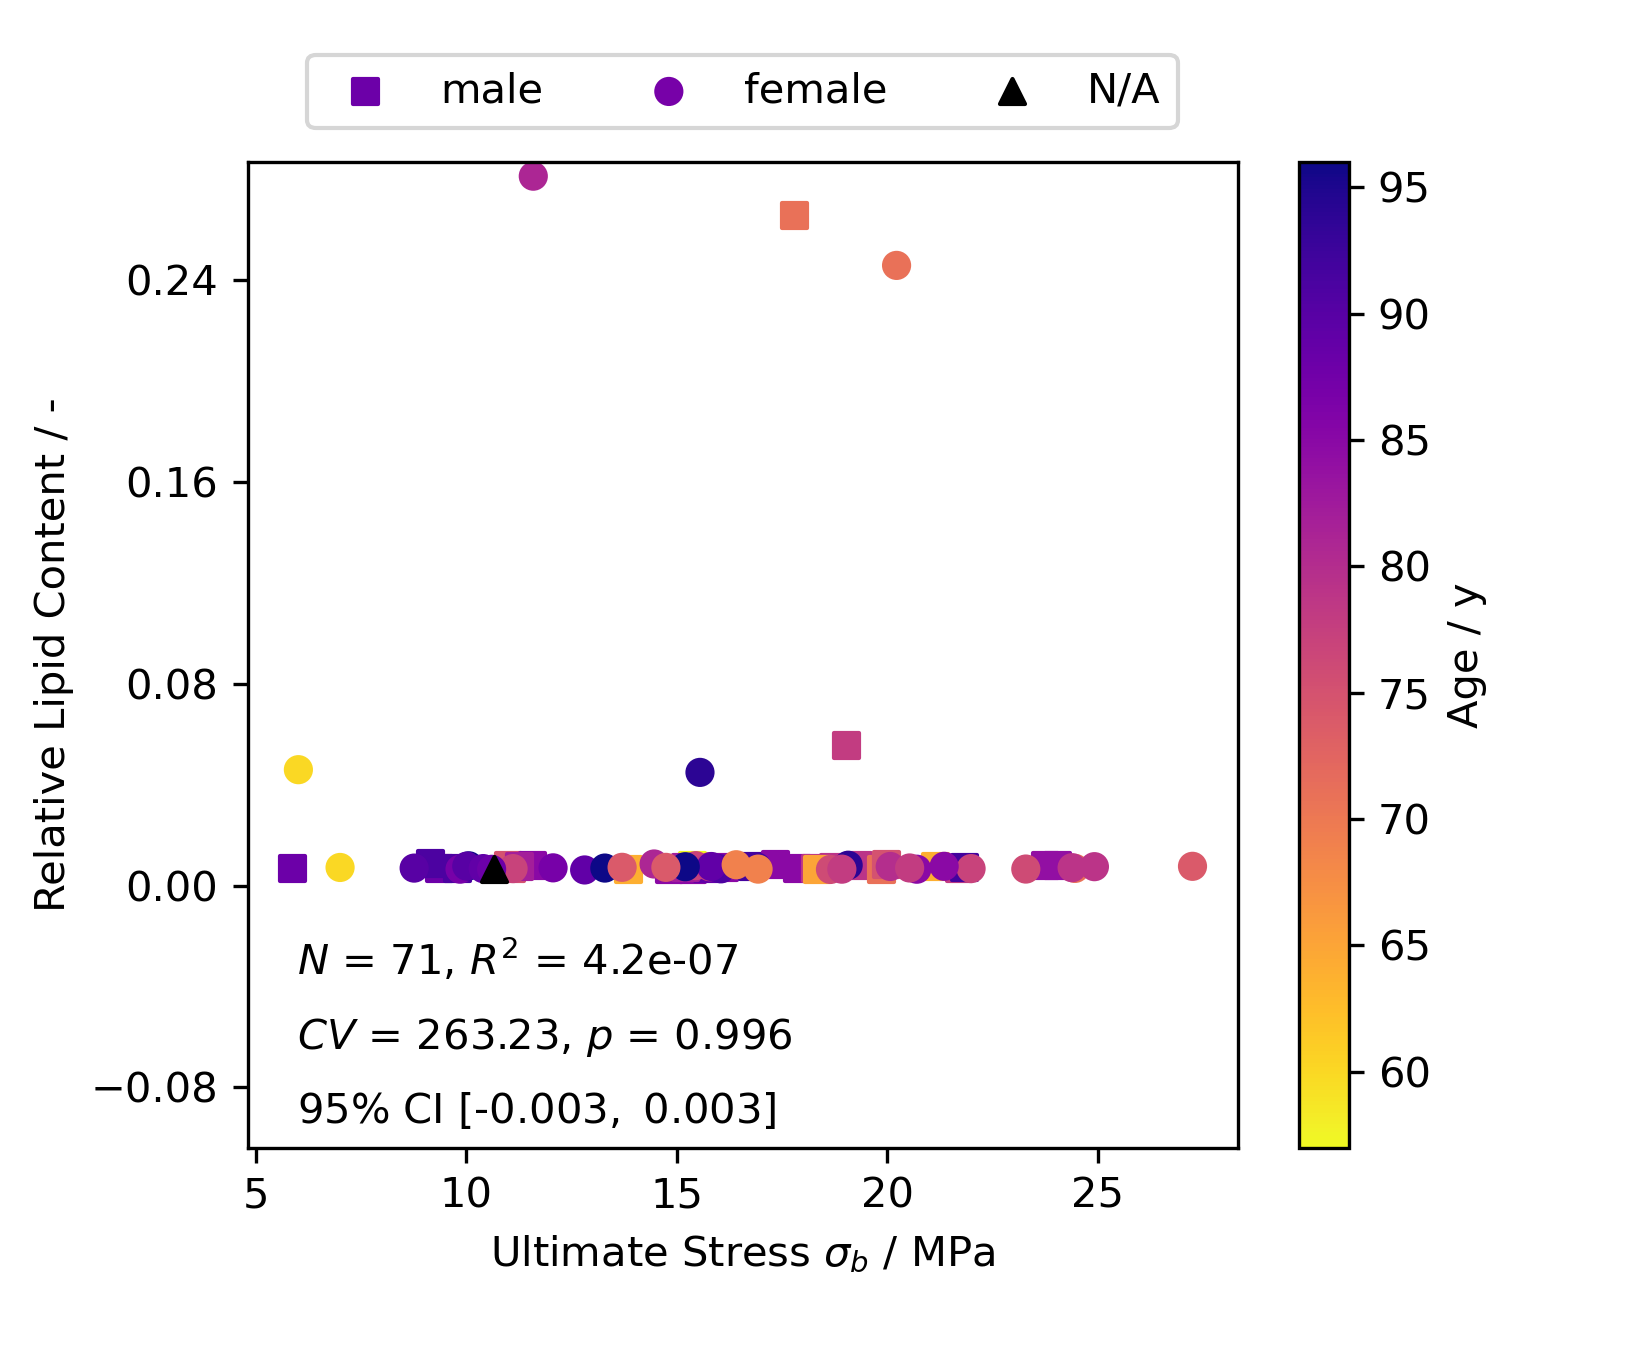 male female N/A
0.24
0.16
0.08
0.00
−0.08
Relative Lipid Content / -
N = 71, R² = 4.2e-07
CV = 263.23, p = 0.996
95% CI [-0.003, 0.003]
5 10 15 20 25
Ultimate Stress σ_b / MPa
95
90
85
80
75
70
65
60
Age / y